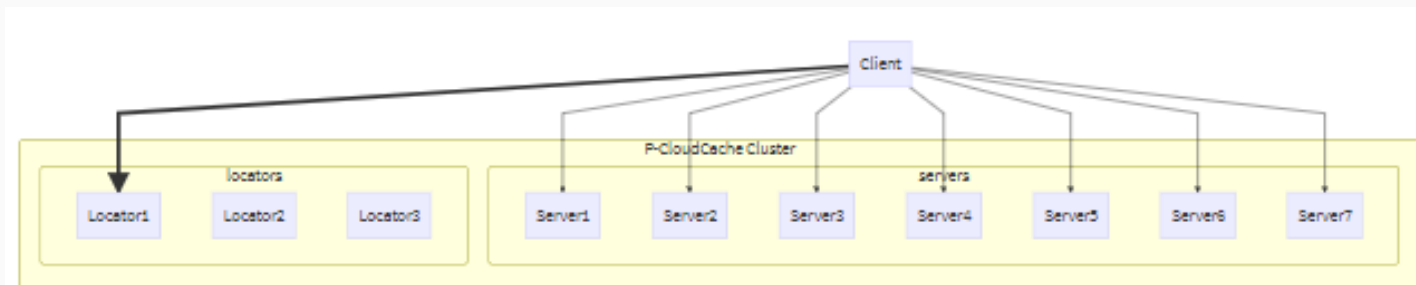 Client
P-CloudCache Cluster
locators
servers
Locator1
Locator2
Locator3
Server1
Server2
Server3
Server4
Server5
Server6
Server7